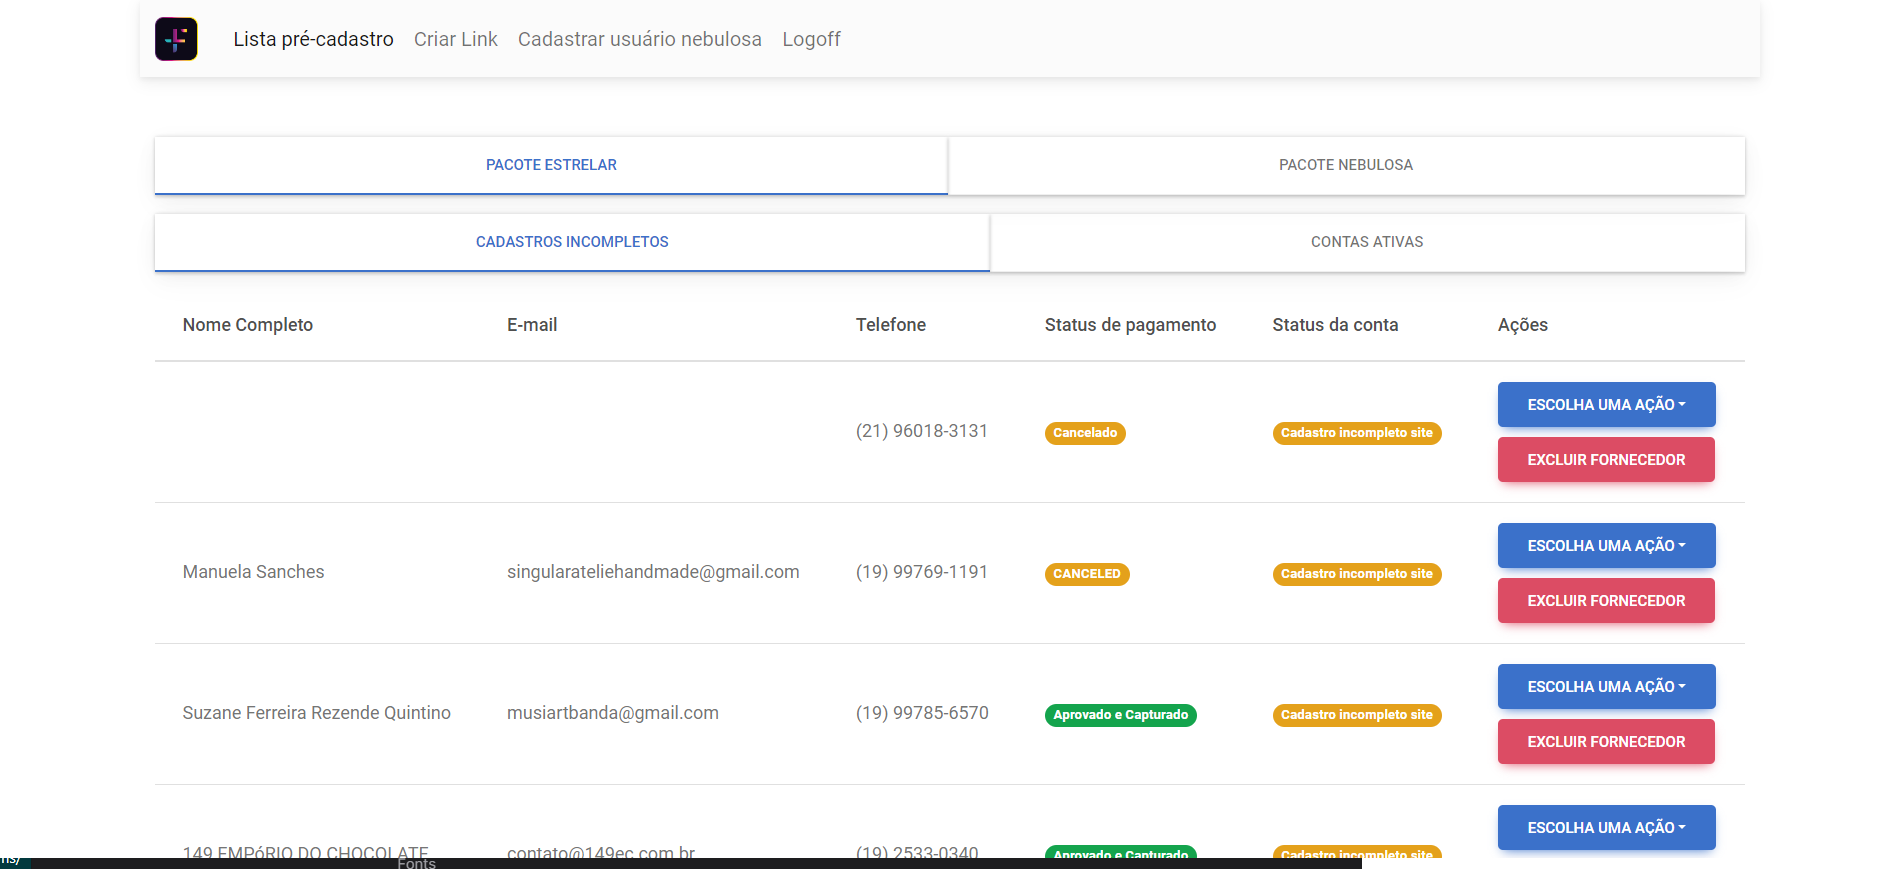 Lista pré-cadastro Criar Link Cadastrar usuário nebulosa Logoff
PACOTE ESTRELAR PACOTE NEBULOSA
CADASTROS INCOMPLETOS CONTAS ATIVAS
Nome Completo E-mail Telefone Status de pagamento Status da conta Ações
ESCOLHA UMA AÇÃO
(21) 96018-3131 Cancelado Cadastro incompleto site
EXCLUIR FORNECEDOR
ESCOLHA UMA AÇÃO
Manuela Sanches singularateliehandmade@gmail.com (19) 99769-1191 CANCELED Cadastro incompleto site
EXCLUIR FORNECEDOR
ESCOLHA UMA AÇÃO
Suzane Ferreira Rezende Quintino musiartbanda@gmail.com (19) 99785-6570 Aprovado e Capturado Cadastro incompleto site
EXCLUIR FORNECEDOR
ESCOLHA UMA AÇÃO
149 EMPóRIO DO CHOCOLATE contato@149ec.com.br (19) 2533-0340 Aprovado e Capturado Cadastro incompleto site
Fonts